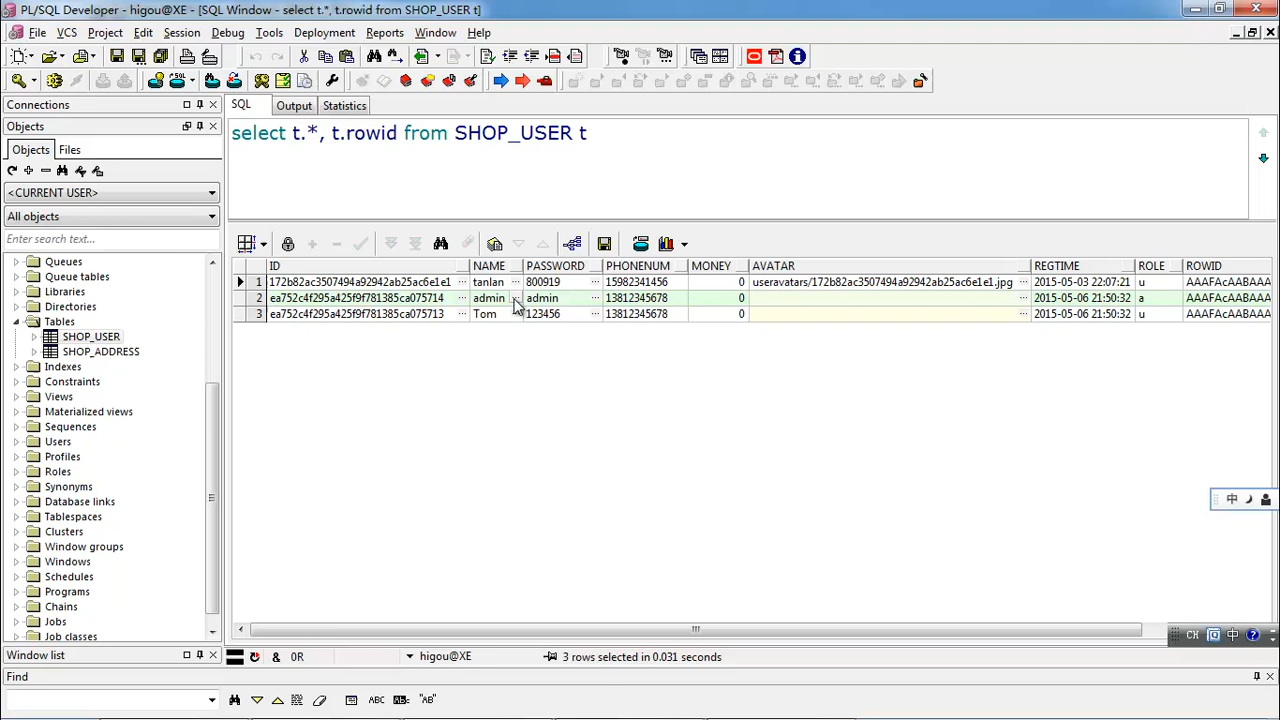 PL/SQL Developer - higou@XE - [SQL Window - select t.*, t.rowid from SHOP_USER t]
File VCS Project Edit Session Debug Tools Deployment Reports Window Help
Connections
SQL Output Statistics
Objects
select t.*, t.rowid from SHOP_USER t
Objects Files
<CURRENT USER>
All objects
Enter search text...
ID NAME PASSWORD PHONENUM MONEY AVATAR REGTIME ROLE ROWID
1 172b82ac3507494a92942ab25ac6e1e1 ... tanlan ... 800919 ... 15982341456 0 useravatars/172b82ac3507494a92942ab25ac6e1e1.jpg ... 2015-05-03 22:07:21 u AAAFAcAABAAA
2 ea752c4f295a425f9f781385ca075714 ... admin ... admin ... 13812345678 0 ... 2015-05-06 21:50:32 a AAAFAcAABAAA
3 ea752c4f295a425f9f781385ca075713 ... Tom 123456 ... 13812345678 0 ... 2015-05-06 21:50:32 u AAAFAcAABAAA
Queues
Queue tables
Libraries
Directories
Tables
SHOP_USER
SHOP_ADDRESS
Indexes
Constraints
Views
Materialized views
Sequences
Users
Profiles
Roles
Synonyms
Database links
Tablespaces
Clusters
Window groups
Windows
Schedules
Programs
Chains
Jobs
Job classes
中
CH 中
Window list
& 0R higou@XE 3 rows selected in 0.031 seconds
Find
ABC ABc "AB"